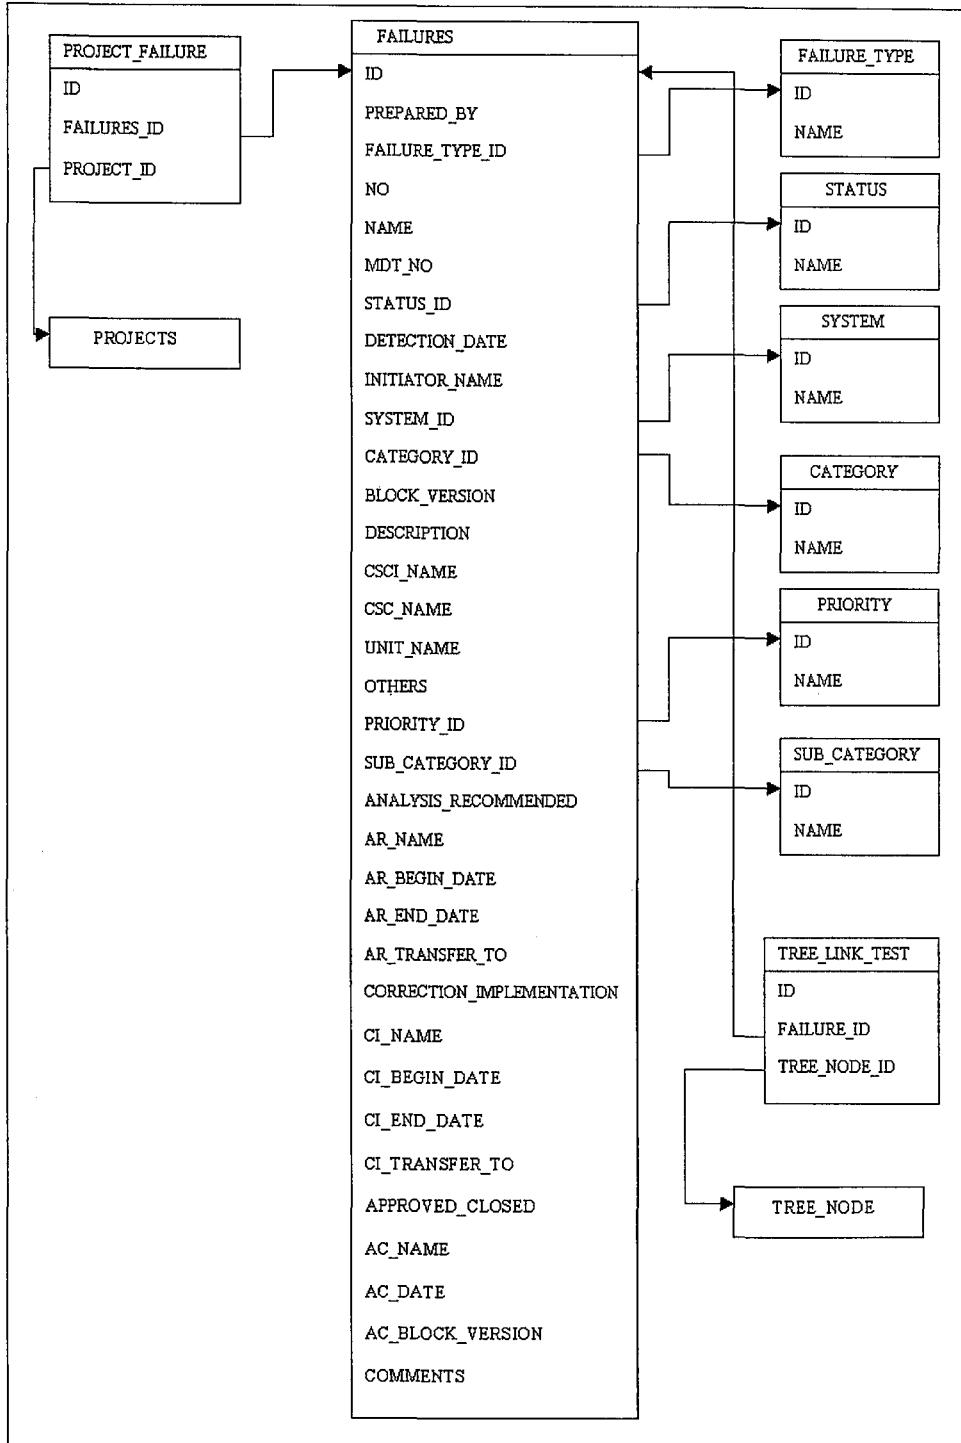 PROJECT_FAILURE
ID
FAILURES_ID
PROJECT_ID
PROJECTS
FAILURES
ID
PREPARED_BY
FAILURE_TYPE_ID
NO
NAME
MDT_NO
STATUS_ID
DETECTION_DATE
INITIATOR_NAME
SYSTEM_ID
CATEGORY_ID
BLOCK_VERSION
DESCRIPTION
CSCI_NAME
CSC_NAME
UNIT_NAME
OTHERS
PRIORITY_ID
SUB_CATEGORY_ID
ANALYSIS_RECOMMENDED
AR_NAME
AR_BEGIN_DATE
AR_END_DATE
AR_TRANSFER_TO
CORRECTION_IMPLEMENTATION
CI_NAME
CI_BEGIN_DATE
CI_END_DATE
CI_TRANSFER_TO
APPROVED_CLOSED
AC_NAME
AC_DATE
AC_BLOCK_VERSION
COMMENTS
FAILURE_TYPE
ID
NAME
STATUS
ID
NAME
SYSTEM
ID
NAME
CATEGORY
ID
NAME
PRIORITY
ID
NAME
SUB_CATEGORY
ID
NAME
TREE_LINK_TEST
ID
FAILURE_ID
TREE_NODE_ID
TREE_NODE